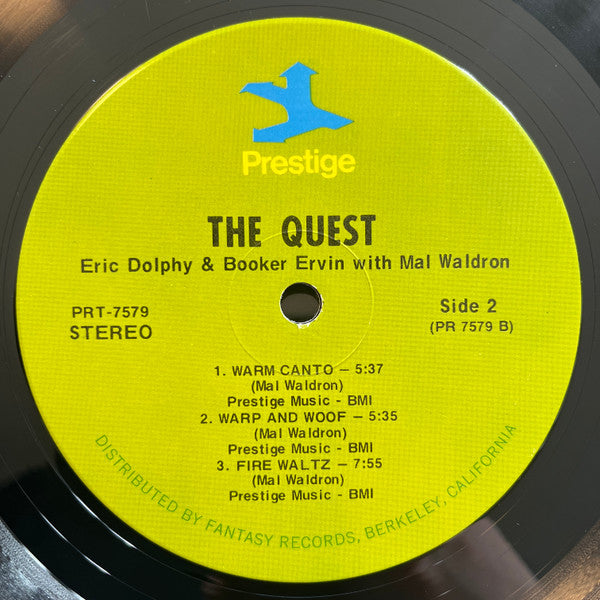 Prestige
THE QUEST
Eric Dolphy & Booker Ervin with Mal Waldron
PRT-7579
STEREO
Side 2
(PR 7579 B)
1. WARM CANTO – 5:37
(Mal Waldron)
Prestige Music - BMI
2. WARP AND WOOF – 5:35
(Mal Waldron)
Prestige Music - BMI
3. FIRE WALTZ – 7:55
(Mal Waldron)
Prestige Music - BMI
DISTRIBUTED BY FANTASY RECORDS, BERKELEY, CALIFORNIA